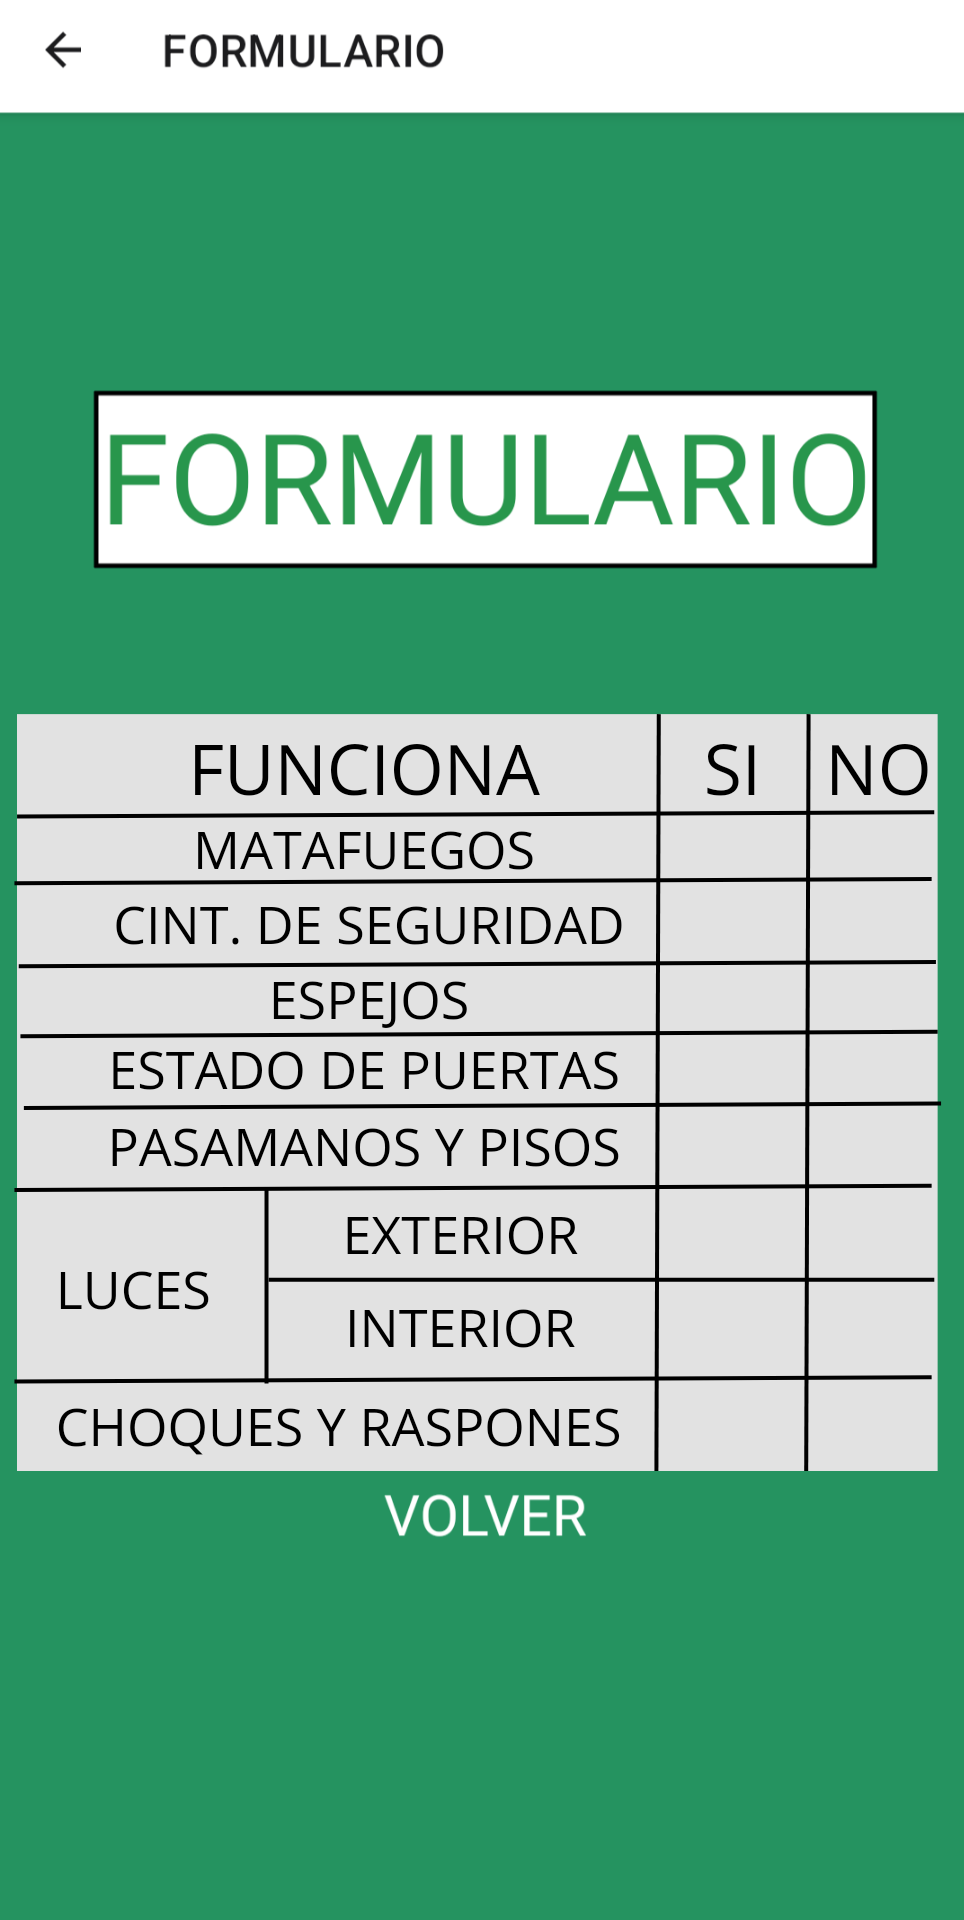 FORMULARIO
FORMULARIO
FUNCIONA SI NO
MATAFUEGOS
CINT. DE SEGURIDAD
ESPEJOS
ESTADO DE PUERTAS
PASAMANOS Y PISOS
LUCES
EXTERIOR
INTERIOR
CHOQUES Y RASPONES
VOLVER